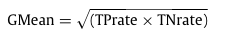 GMean = √(TPrate × TNrate)